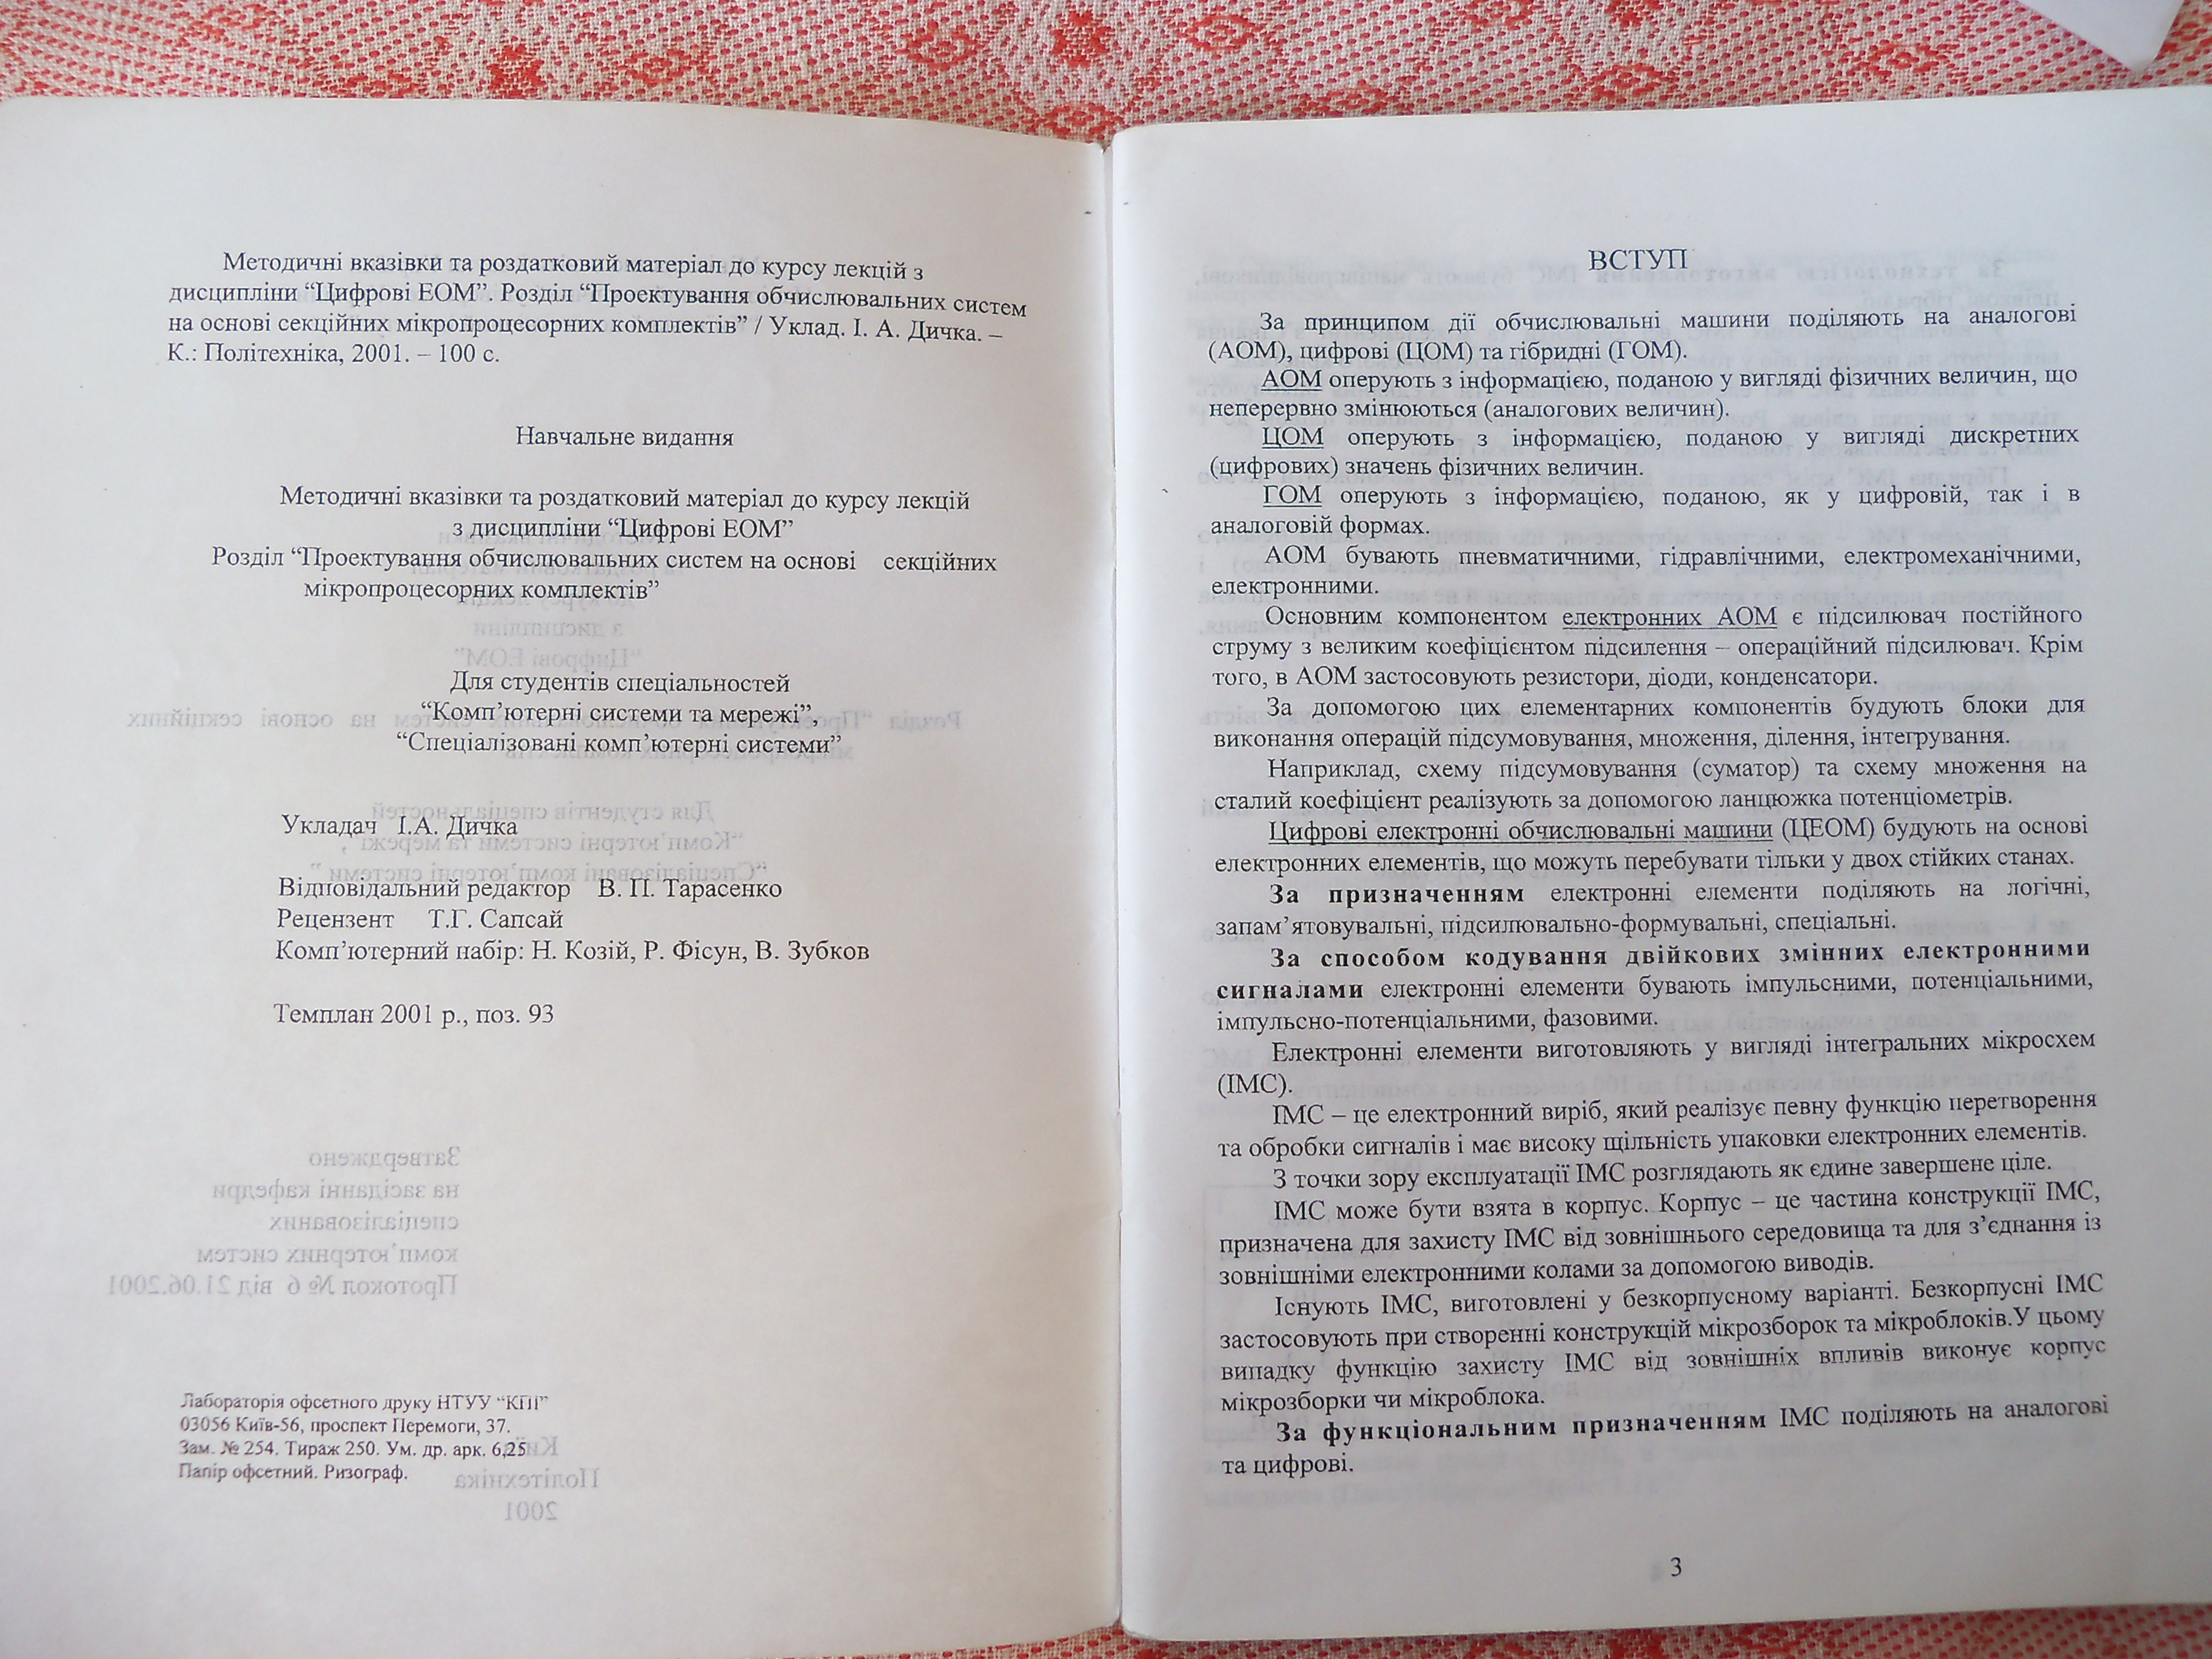 Методичні вказівки та роздатковий матеріал до курсу лекцій з
дисципліни “Цифрові ЕОМ”. Розділ “Проектування обчислювальних систем
на основі секційних мікропроцесорних комплектів” / Уклад. І. А. Дичка. –
К.: Політехніка, 2001. – 100 с.
Навчальне видання
Методичні вказівки та роздатковий матеріал до курсу лекцій
з дисципліни “Цифрові ЕОМ”
Розділ “Проектування обчислювальних систем на основі секційних
мікропроцесорних комплектів”
Для студентів спеціальностей
“Комп’ютерні системи та мережі”,
“Спеціалізовані комп’ютерні системи”
Укладач І.А. Дичка
Відповідальний редактор В. П. Тарасенко
Рецензент Т.Г. Сапсай
Комп’ютерний набір: Н. Козій, Р. Фісун, В. Зубков
Темплан 2001 р., поз. 93
Затверджено
на засіданні кафедри
спеціалізованих
комп’ютерних систем
Протокол № 6 від 21.06.2001
Лабораторія офсетного друку НТУУ “КПІ”
03056 Київ-56, проспект Перемоги, 37.
Зам. № 254. Тираж 250. Ум. др. арк. 6,25
Папір офсетний. Ризограф.
Київ
Політехніка
2001
ВСТУП
За принципом дії обчислювальні машини поділяють на аналогові
(АОМ), цифрові (ЦОМ) та гібридні (ГОМ).
АОМ оперують з інформацією, поданою у вигляді фізичних величин, що
неперервно змінюються (аналогових величин).
ЦОМ оперують з інформацією, поданою у вигляді дискретних
(цифрових) значень фізичних величин.
ГОМ оперують з інформацією, поданою, як у цифровій, так і в
аналоговій формах.
АОМ бувають пневматичними, гідравлічними, електромеханічними,
електронними.
Основним компонентом електронних АОМ є підсилювач постійного
струму з великим коефіцієнтом підсилення – операційний підсилювач. Крім
того, в АОМ застосовують резистори, діоди, конденсатори.
За допомогою цих елементарних компонентів будують блоки для
виконання операцій підсумовування, множення, ділення, інтегрування.
Наприклад, схему підсумовування (суматор) та схему множення на
сталий коефіцієнт реалізують за допомогою ланцюжка потенціометрів.
Цифрові електронні обчислювальні машини (ЦЕОМ) будують на основі
електронних елементів, що можуть перебувати тільки у двох стійких станах.
За призначенням електронні елементи поділяють на логічні,
запам’ятовувальні, підсилювально-формувальні, спеціальні.
За способом кодування двійкових змінних електронними
сигналами електронні елементи бувають імпульсними, потенціальними,
імпульсно-потенціальними, фазовими.
Електронні елементи виготовляють у вигляді інтегральних мікросхем
(ІМС).
ІМС – це електронний виріб, який реалізує певну функцію перетворення
та обробки сигналів і має високу щільність упаковки електронних елементів.
З точки зору експлуатації ІМС розглядають як єдине завершене ціле.
ІМС може бути взята в корпус. Корпус – це частина конструкції ІМС,
призначена для захисту ІМС від зовнішнього середовища та для з’єднання із
зовнішніми електронними колами за допомогою виводів.
Існують ІМС, виготовлені у безкорпусному варіанті. Безкорпусні ІМС
застосовують при створенні конструкцій мікрозборок та мікроблоків.У цьому
випадку функцію захисту ІМС від зовнішніх впливів виконує корпус
мікрозборки чи мікроблока.
За функціональним призначенням ІМС поділяють на аналогові
та цифрові.
3